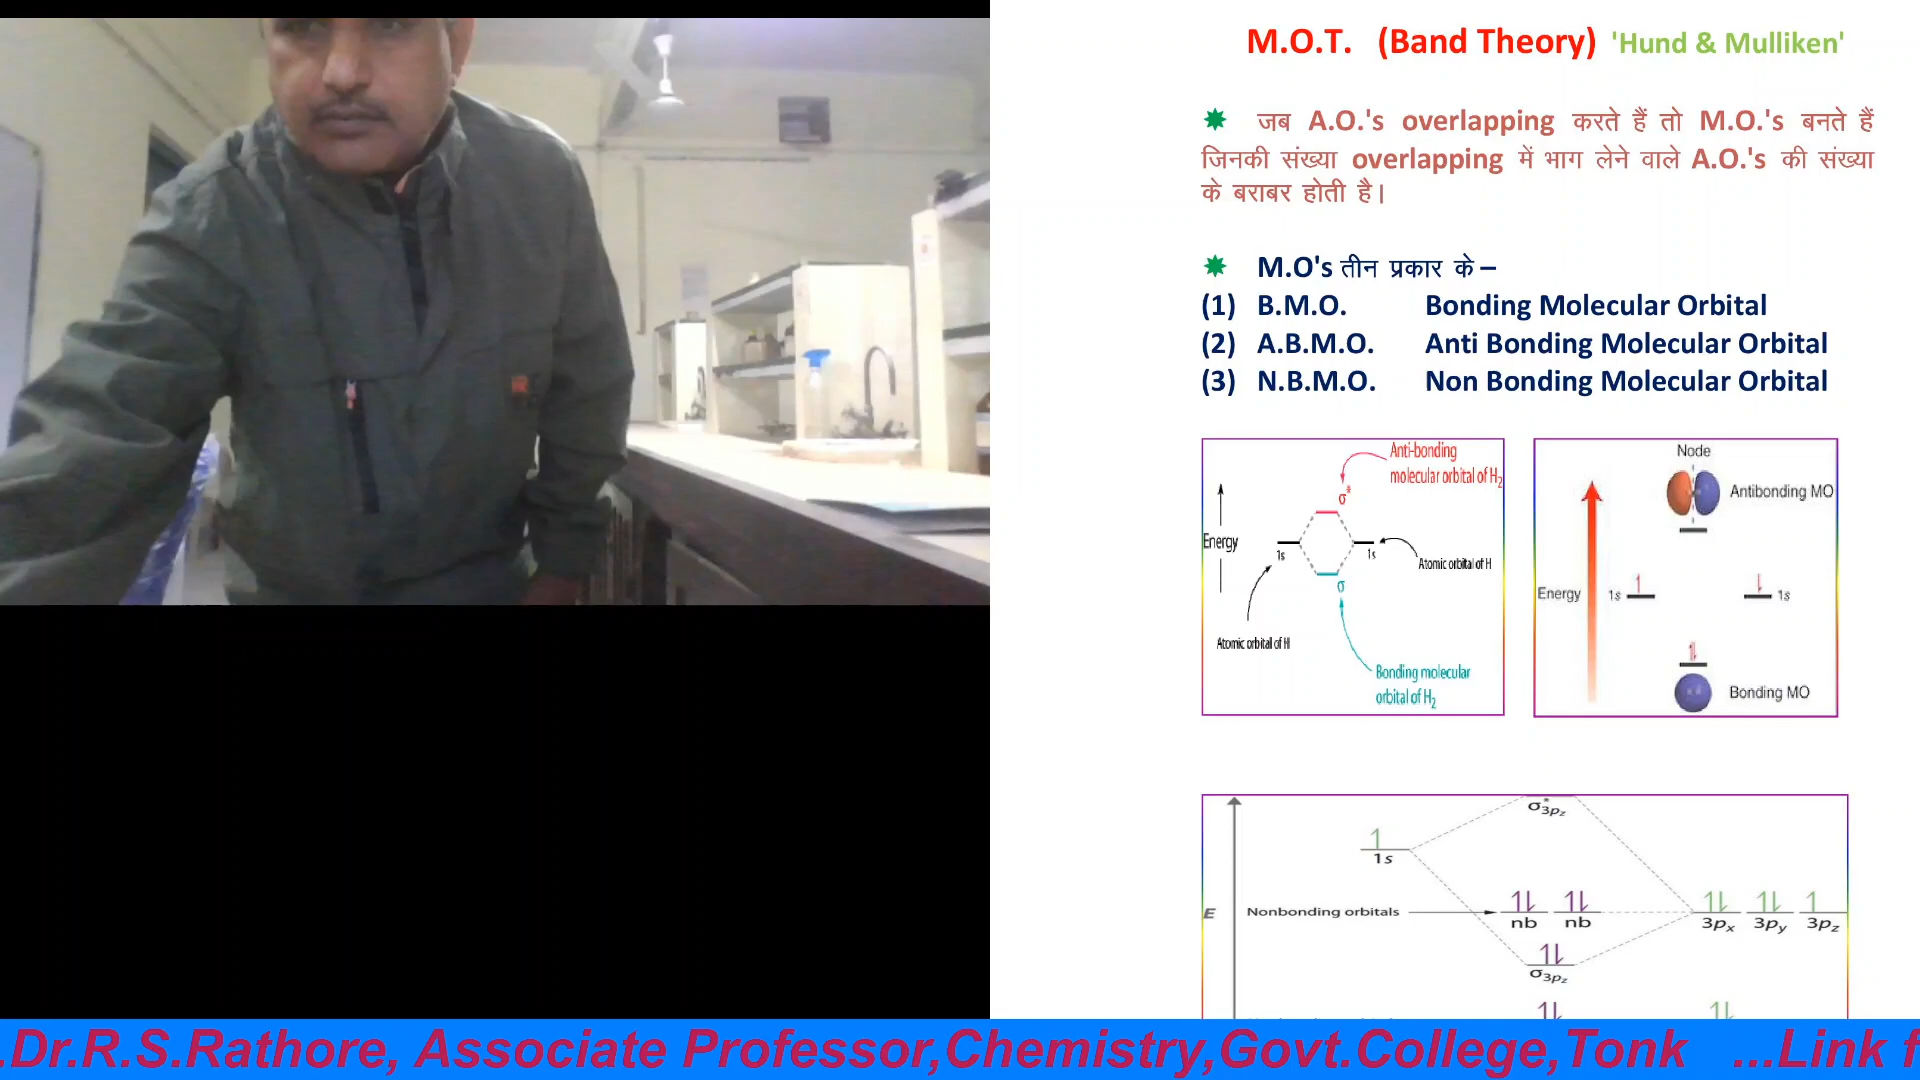 M.O.T. (Band Theory) 'Hund & Mulliken'
जब A.O.'s overlapping करते हैं तो M.O.'s बनते हैं
जिनकी संख्या overlapping में भाग लेने वाले A.O.'s की संख्या
के बराबर होती है।
M.O's तीन प्रकार के –
(1) B.M.O. Bonding Molecular Orbital
(2) A.B.M.O. Anti Bonding Molecular Orbital
(3) N.B.M.O. Non Bonding Molecular Orbital
Anti-bonding
molecular orbital of H₂
σ*
Energy
1s
1s
Atomic orbital of H
σ
Atomic orbital of H
Bonding molecular
orbital of H₂
Node
Antibonding MO
Energy
1s
1s
Bonding MO
σ*3pz
1s
E
Nonbonding orbitals
nb nb
3px 3py 3pz
σ3pz
.Dr.R.S.Rathore, Associate Professor,Chemistry,Govt.College,Tonk ...Link f